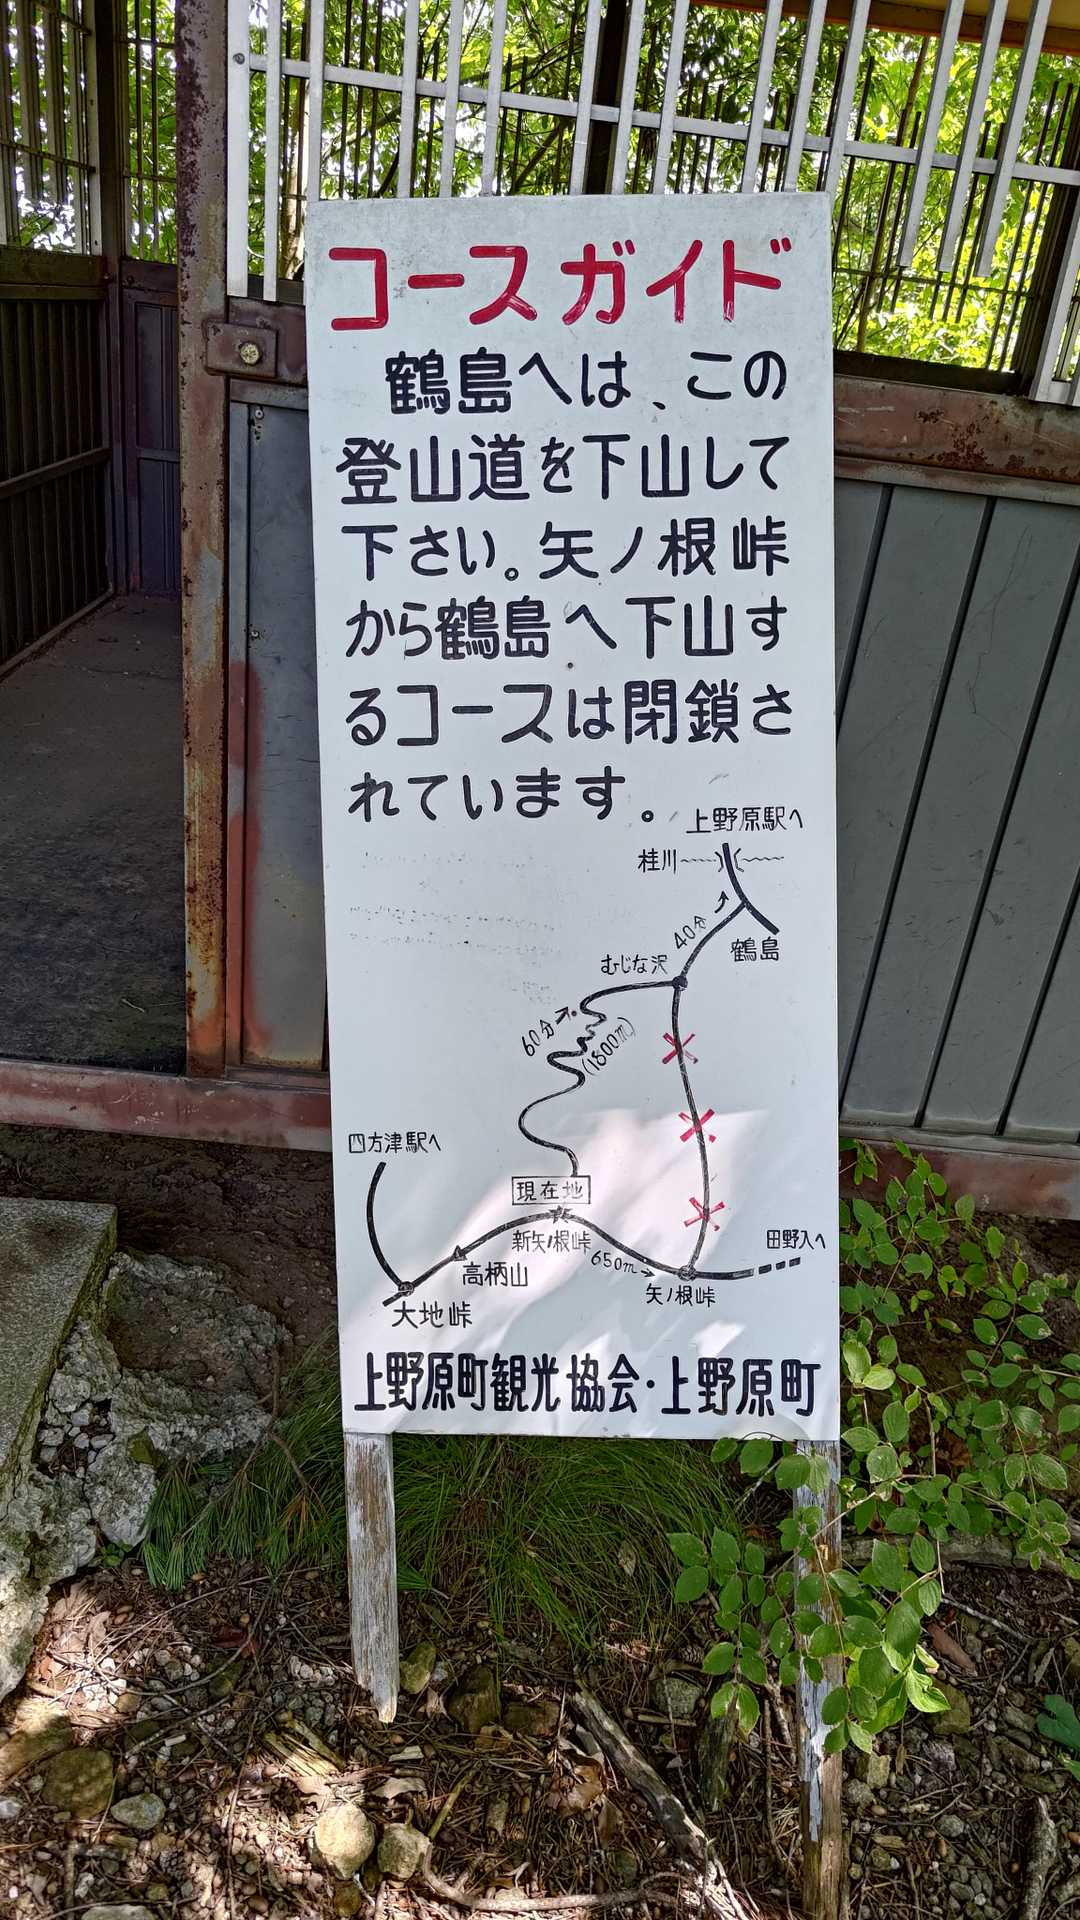 コースガイド
鶴島へは、この
登山道を下山して
下さい。矢ノ根峠
から鶴島へ下山す
るコースは閉鎖さ
れています。
上野原駅へ
桂川
40分
鶴島
むじな沢
60分
(1800m)
四方津駅へ
現在地
新矢ノ根峠
650m
田野入へ
高柄山
矢ノ根峠
大地峠
上野原町観光協会・上野原町